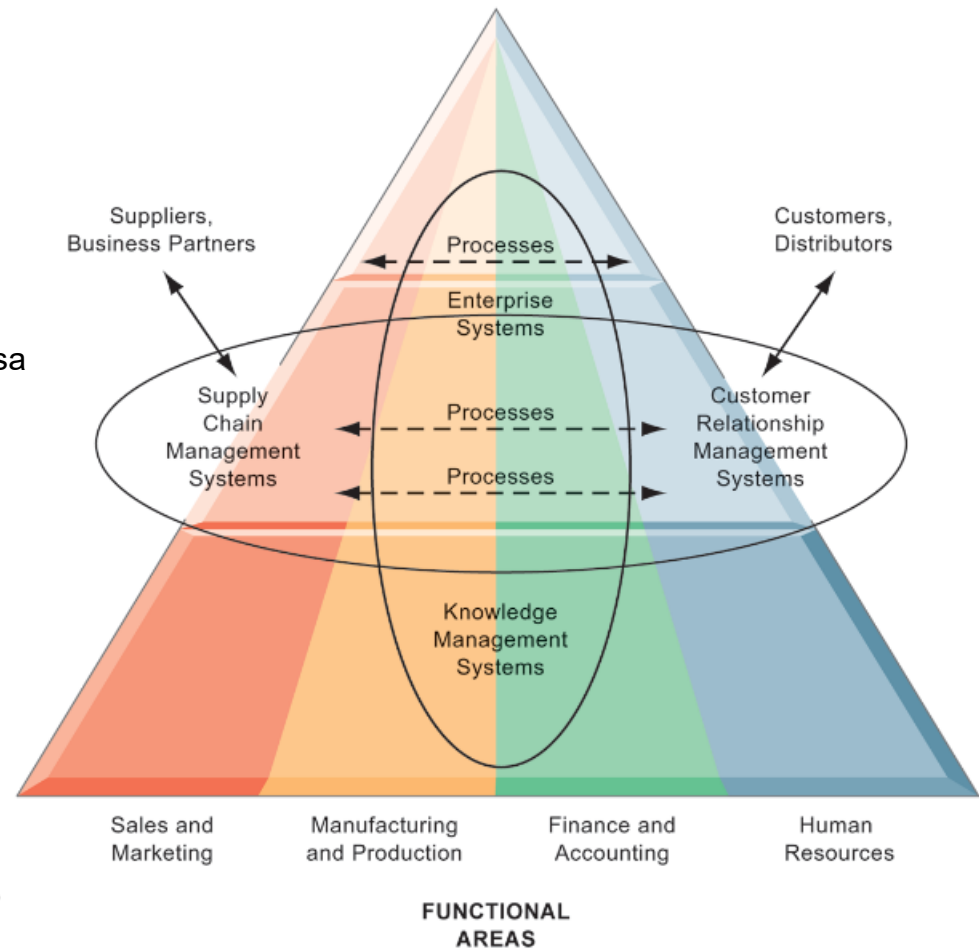 Suppliers,
Business Partners
Customers,
Distributors
Processes
Enterprise
Systems
sa
Supply
Chain
Management
Systems
Processes
Processes
Customer
Relationship
Management
Systems
Knowledge
Management
Systems
Sales and
Marketing
Manufacturing
and Production
Finance and
Accounting
Human
Resources
FUNCTIONAL
AREAS